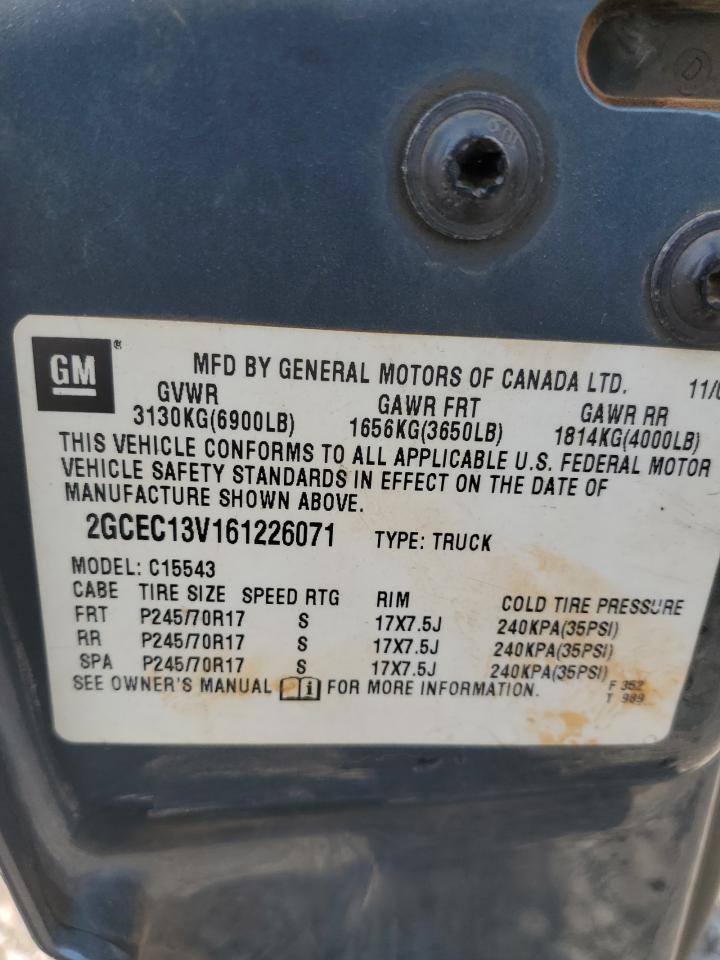 GM ®
MFD BY GENERAL MOTORS OF CANADA LTD. 11/0
GVWR GAWR FRT GAWR RR
3130KG(6900LB) 1656KG(3650LB) 1814KG(4000LB)
THIS VEHICLE CONFORMS TO ALL APPLICABLE U.S. FEDERAL MOTOR
VEHICLE SAFETY STANDARDS IN EFFECT ON THE DATE OF
MANUFACTURE SHOWN ABOVE.
2GCEC13V161226071 TYPE: TRUCK
MODEL: C15543
CABE TIRE SIZE SPEED RTG RIM COLD TIRE PRESSURE
FRT P245/70R17 S 17X7.5J 240KPA(35PSI)
RR P245/70R17 S 17X7.5J 240KPA(35PSI)
SPA P245/70R17 S 17X7.5J 240KPA(35PSI)
SEE OWNER'S MANUAL i FOR MORE INFORMATION. F 352
T 989
D